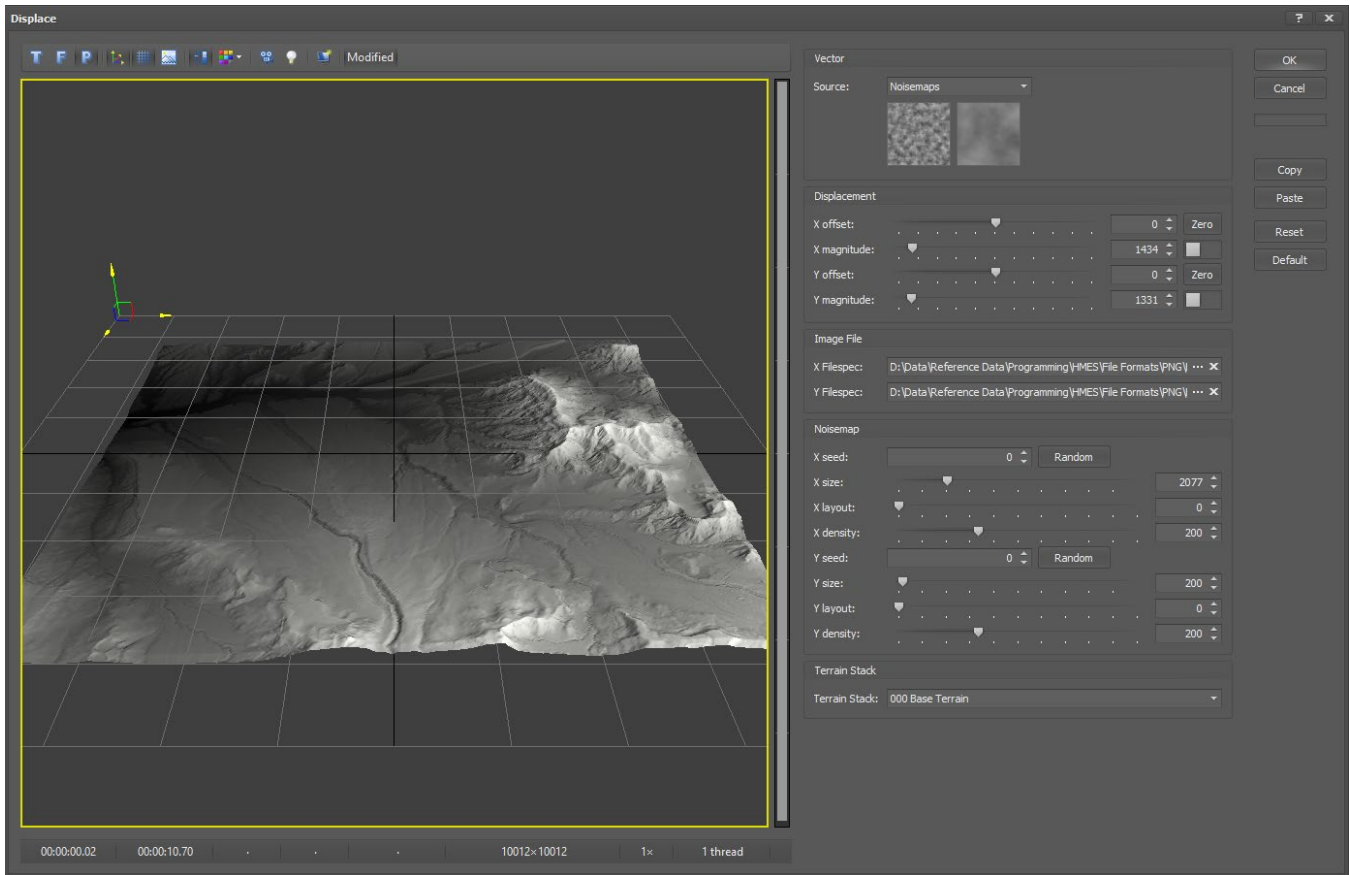 Displace
? ×
T F P Modified
Vector
Source: Noisemaps
Displacement
X offset: 0 Zero
X magnitude: 1434
Y offset: 0 Zero
Y magnitude: 1331
Image File
X Filespec: D:\Data\Reference Data\Programming\HMES\File Formats\PNG\ ··· ×
Y Filespec: D:\Data\Reference Data\Programming\HMES\File Formats\PNG\ ··· ×
Noisemap
X seed: 0 Random
X size: 2077
X layout: 0
X density: 200
Y seed: 0 Random
Y size: 200
Y layout: 0
Y density: 200
Terrain Stack
Terrain Stack: 000 Base Terrain
OK
Cancel
Copy
Paste
Reset
Default
00:00:00.02 00:00:10.70 . . . 10012×10012 1× 1 thread